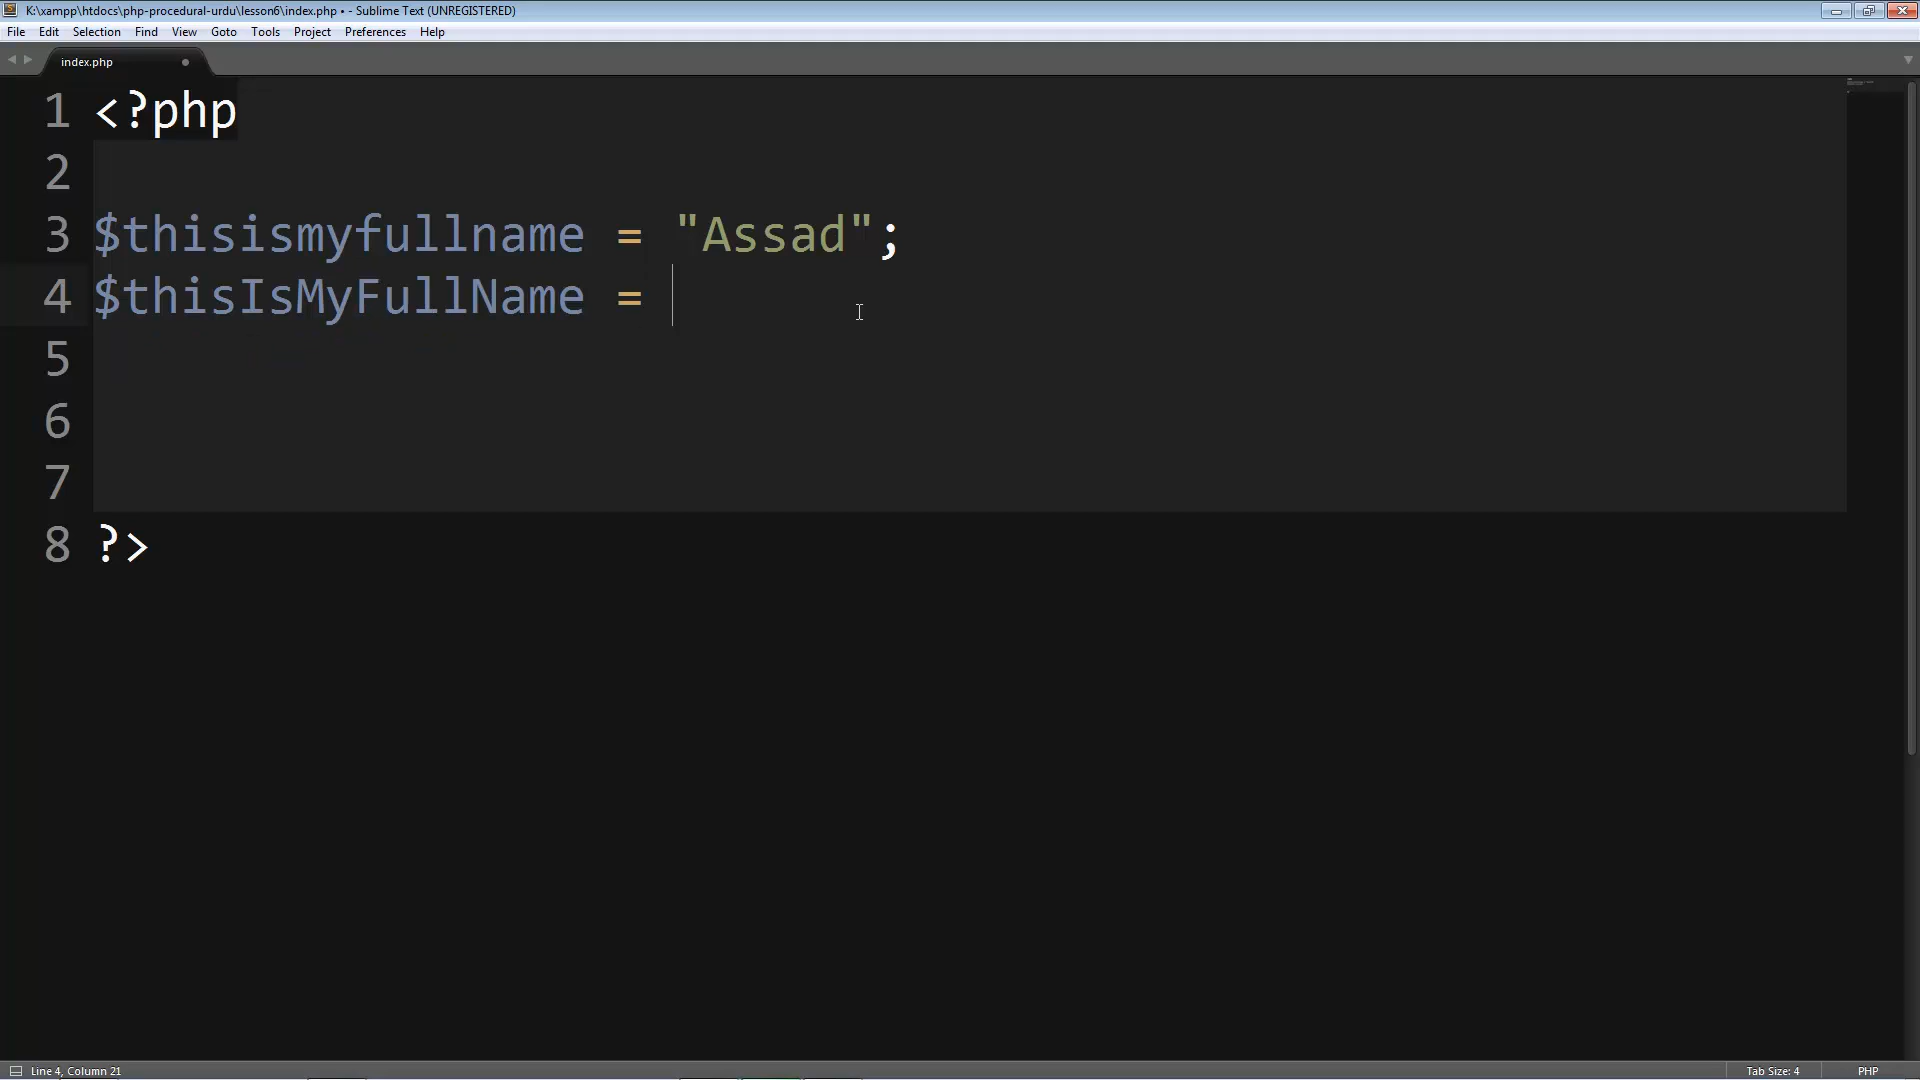 K:\xampp\htdocs\php-procedural-urdu\lesson6\index.php • - Sublime Text (UNREGISTERED)
File Edit Selection Find View Goto Tools Project Preferences Help
index.php
1 <?php
2
3 $thisismyfullname = "Assad";
4 $thisIsMyFullName =
5
6
7
8 ?>
Line 4, Column 21 Tab Size: 4 PHP